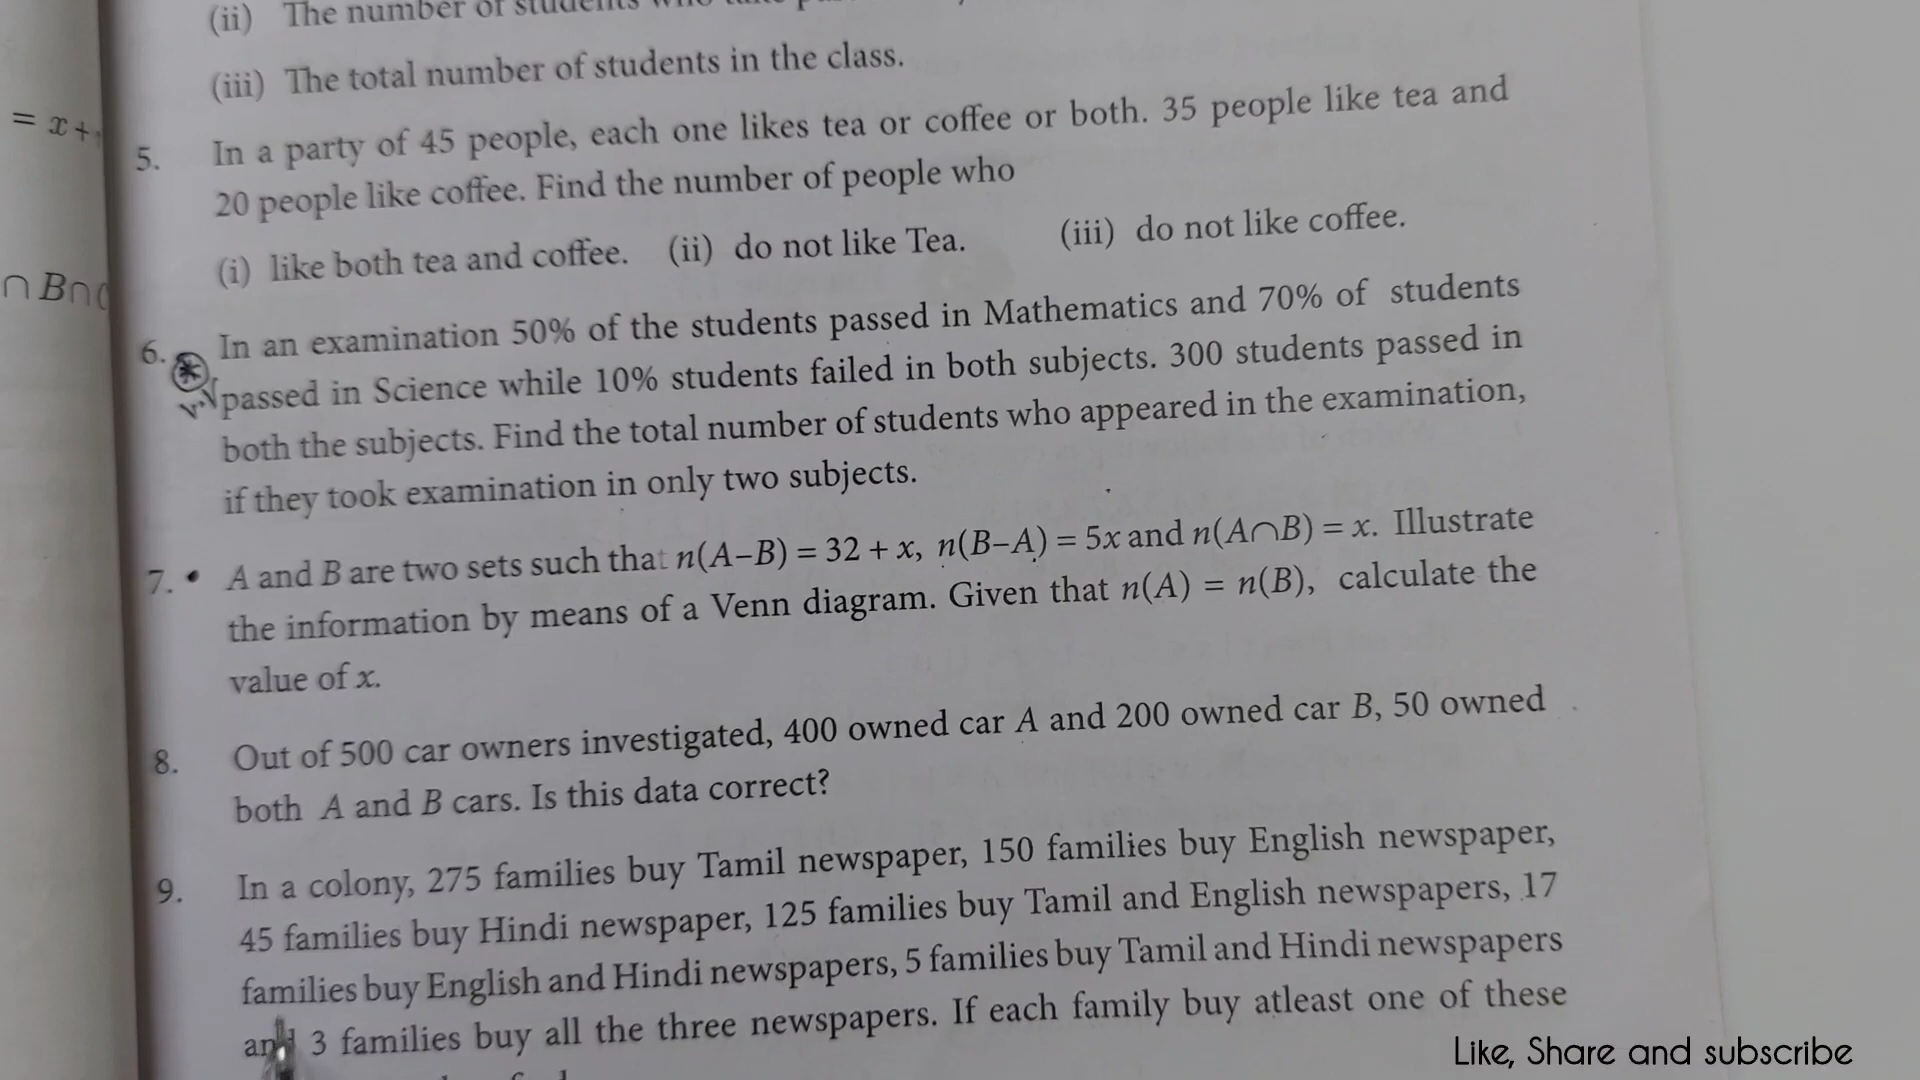 (ii) The number of students who take
(iii) The total number of students in the class.
= x +
5. In a party of 45 people, each one likes tea or coffee or both. 35 people like tea and
20 people like coffee. Find the number of people who
(i) like both tea and coffee. (ii) do not like Tea. (iii) do not like coffee.
∩ B∩(
6. In an examination 50% of the students passed in Mathematics and 70% of students
passed in Science while 10% students failed in both subjects. 300 students passed in
both the subjects. Find the total number of students who appeared in the examination,
if they took examination in only two subjects.
7. • A and B are two sets such that n(A–B) = 32 + x, n(B–A) = 5x and n(A∩B) = x. Illustrate
the information by means of a Venn diagram. Given that n(A) = n(B), calculate the
value of x.
8. Out of 500 car owners investigated, 400 owned car A and 200 owned car B, 50 owned
both A and B cars. Is this data correct?
9. In a colony, 275 families buy Tamil newspaper, 150 families buy English newspaper,
45 families buy Hindi newspaper, 125 families buy Tamil and English newspapers, 17
families buy English and Hindi newspapers, 5 families buy Tamil and Hindi newspapers
and 3 families buy all the three newspapers. If each family buy atleast one of these
Like, Share and subscribe